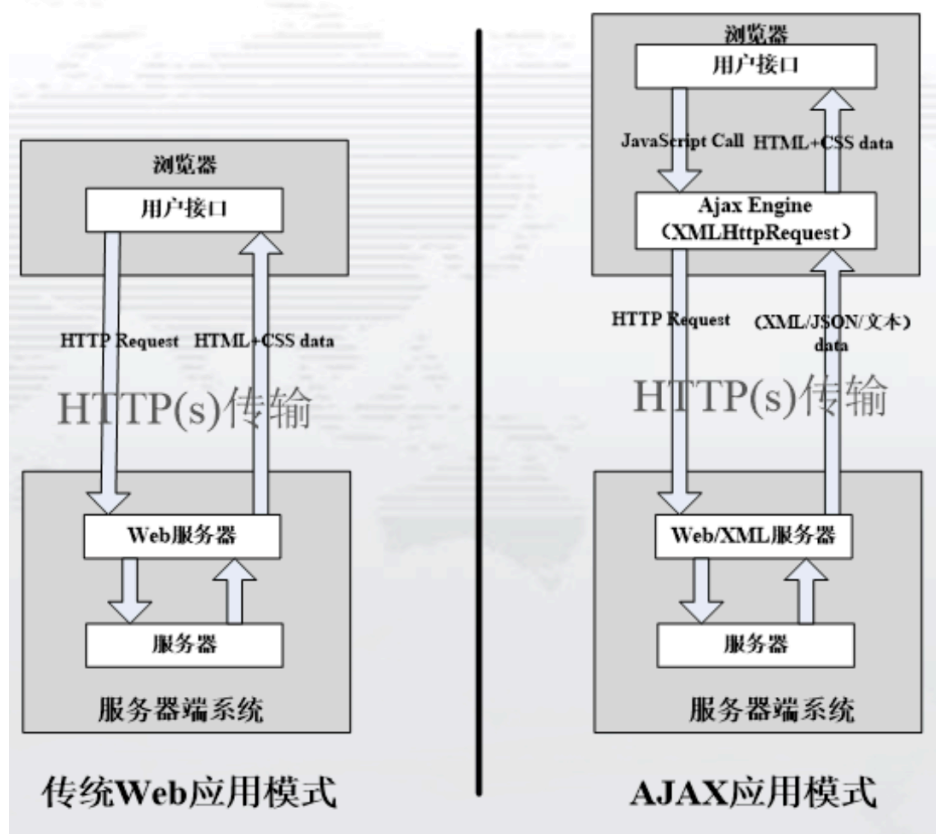 浏览器
用户接口
HTTP Request
HTML+CSS data
HTTP(s)传输
Web服务器
服务器
服务器端系统
传统Web应用模式
浏览器
用户接口
JavaScript Call
HTML+CSS data
Ajax Engine
（XMLHttpRequest）
HTTP Request
（XML/JSON/文本）
data
HTTP(s)传输
Web/XML服务器
服务器
服务器端系统
AJAX应用模式